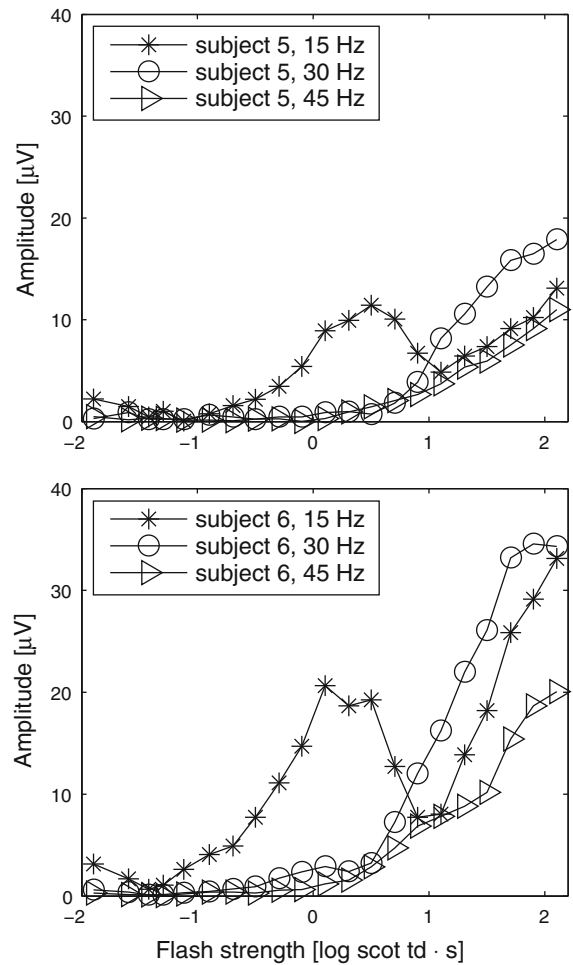 40
30
20
10
0
Amplitude [μV]
subject 5, 15 Hz
subject 5, 30 Hz
subject 5, 45 Hz
−2 −1 0 1 2
40
30
20
10
0
Amplitude [μV]
subject 6, 15 Hz
subject 6, 30 Hz
subject 6, 45 Hz
−2 −1 0 1 2
Flash strength [log scot td · s]